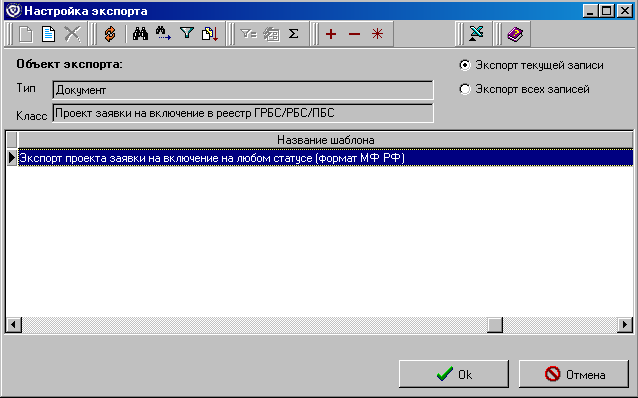 Настройка экспорта
Объект экспорта:
Тип Документ
Класс Проект заявки на включение в реестр ГРБС/РБС/ПБС
Экспорт текущей записи
Экспорт всех записей
Название шаблона
Экспорт проекта заявки на включение на любом статусе (формат МФ РФ)
Ok
Отмена